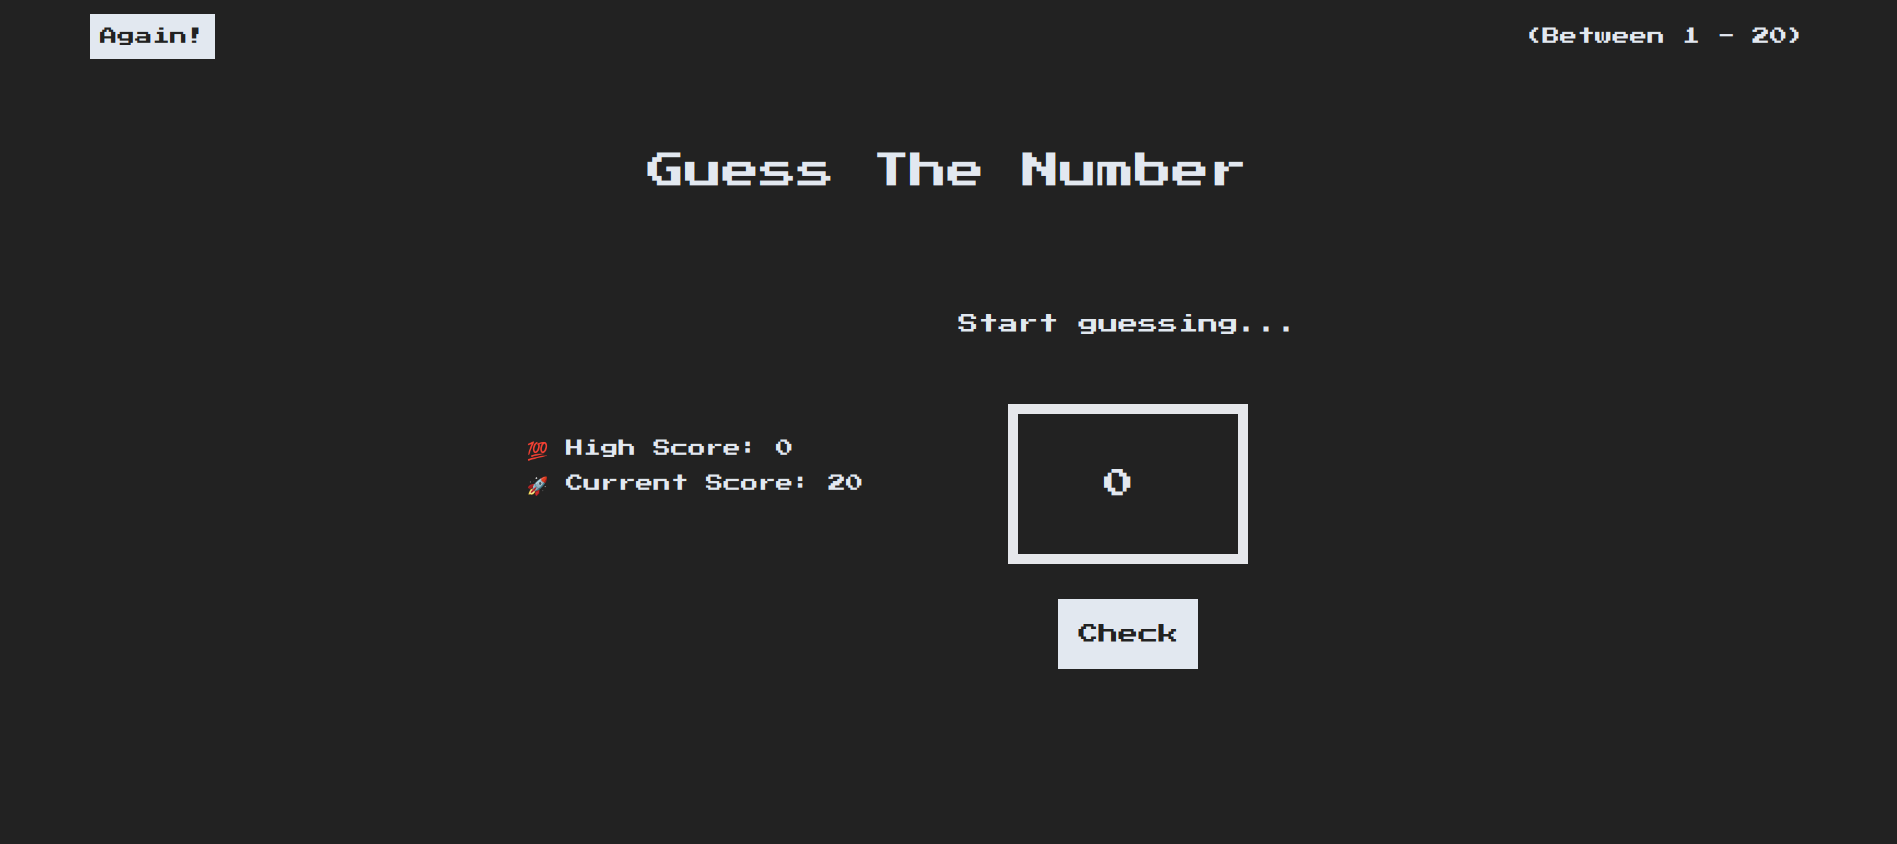 Again!
(Between 1 - 20)
Guess The Number
Start guessing...
💯 High Score: 0
🚀 Current Score: 20
0
Check